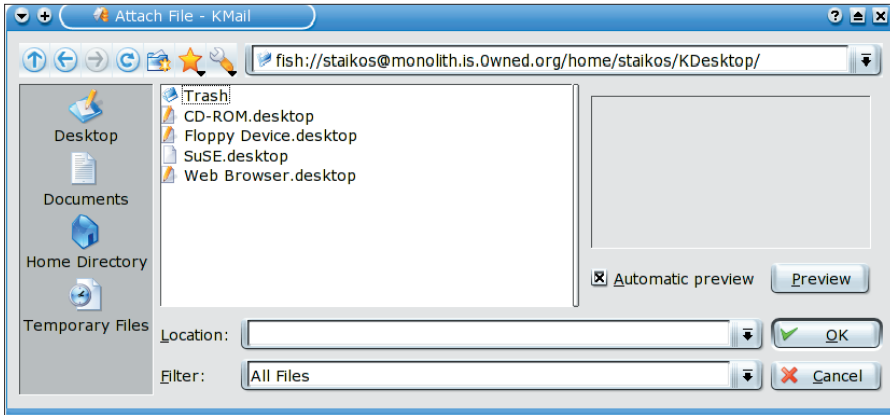 Attach File - KMail
fish://staikos@monolith.is.0wned.org/home/staikos/KDesktop/
Desktop
Documents
Home Directory
Temporary Files
Trash
CD-ROM.desktop
Floppy Device.desktop
SuSE.desktop
Web Browser.desktop
Automatic preview
Preview
Location:
OK
Filter:
All Files
Cancel